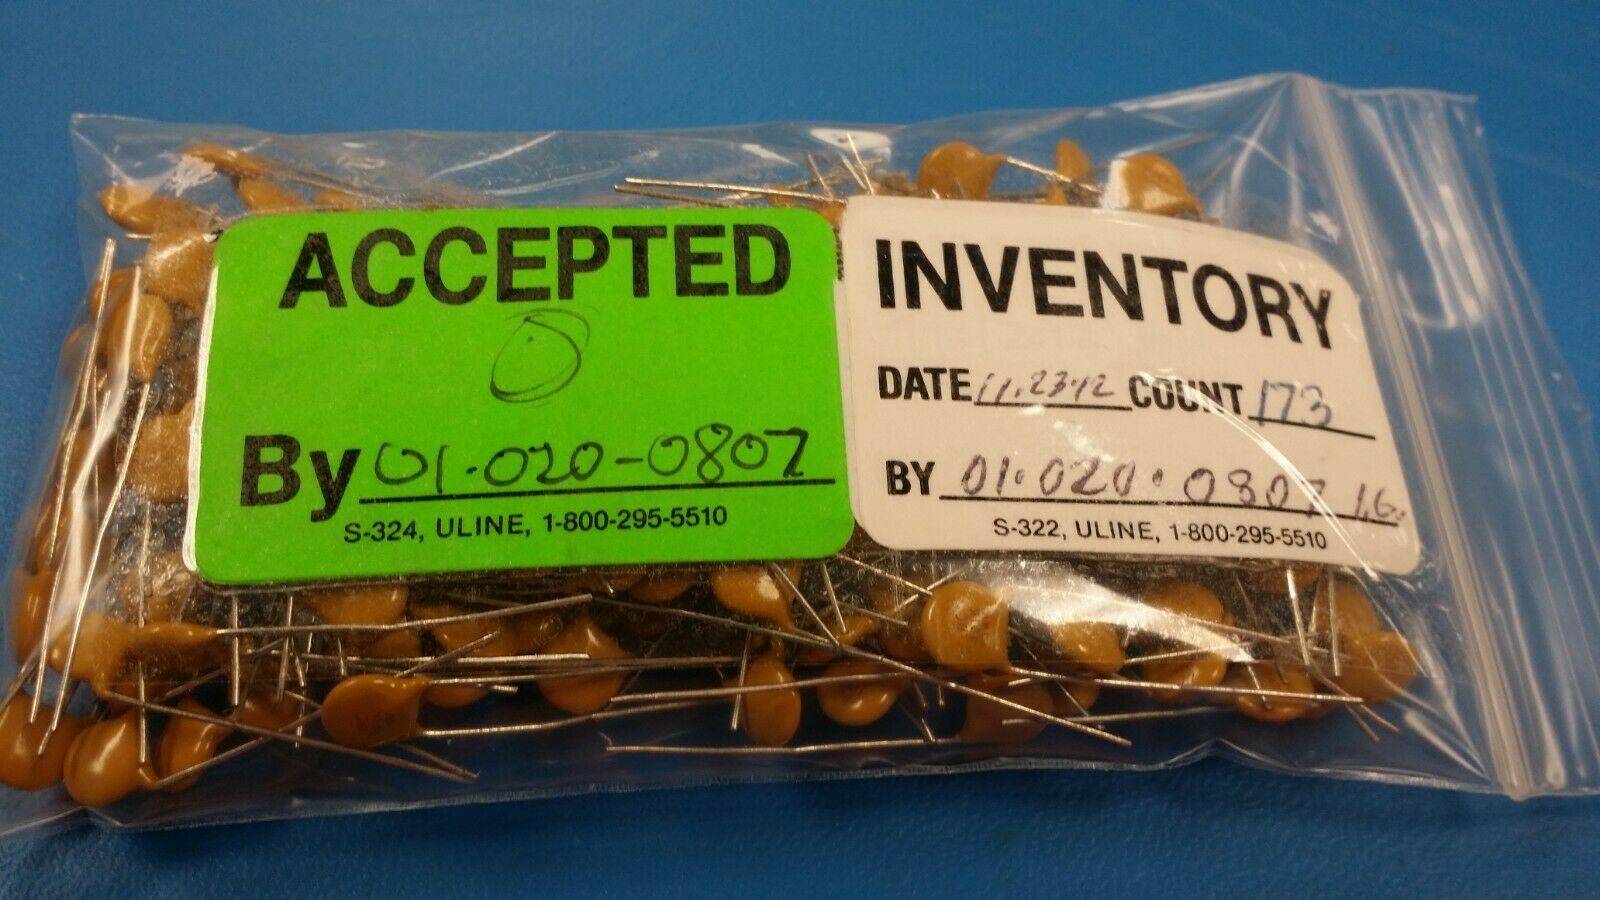 ACCEPTED
By 01.020-0807
S-324, ULINE, 1-800-295-5510
INVENTORY
DATE 11.23.12 COUNT 173
BY 01.020.0807 1G.
S-322, ULINE, 1-800-295-5510